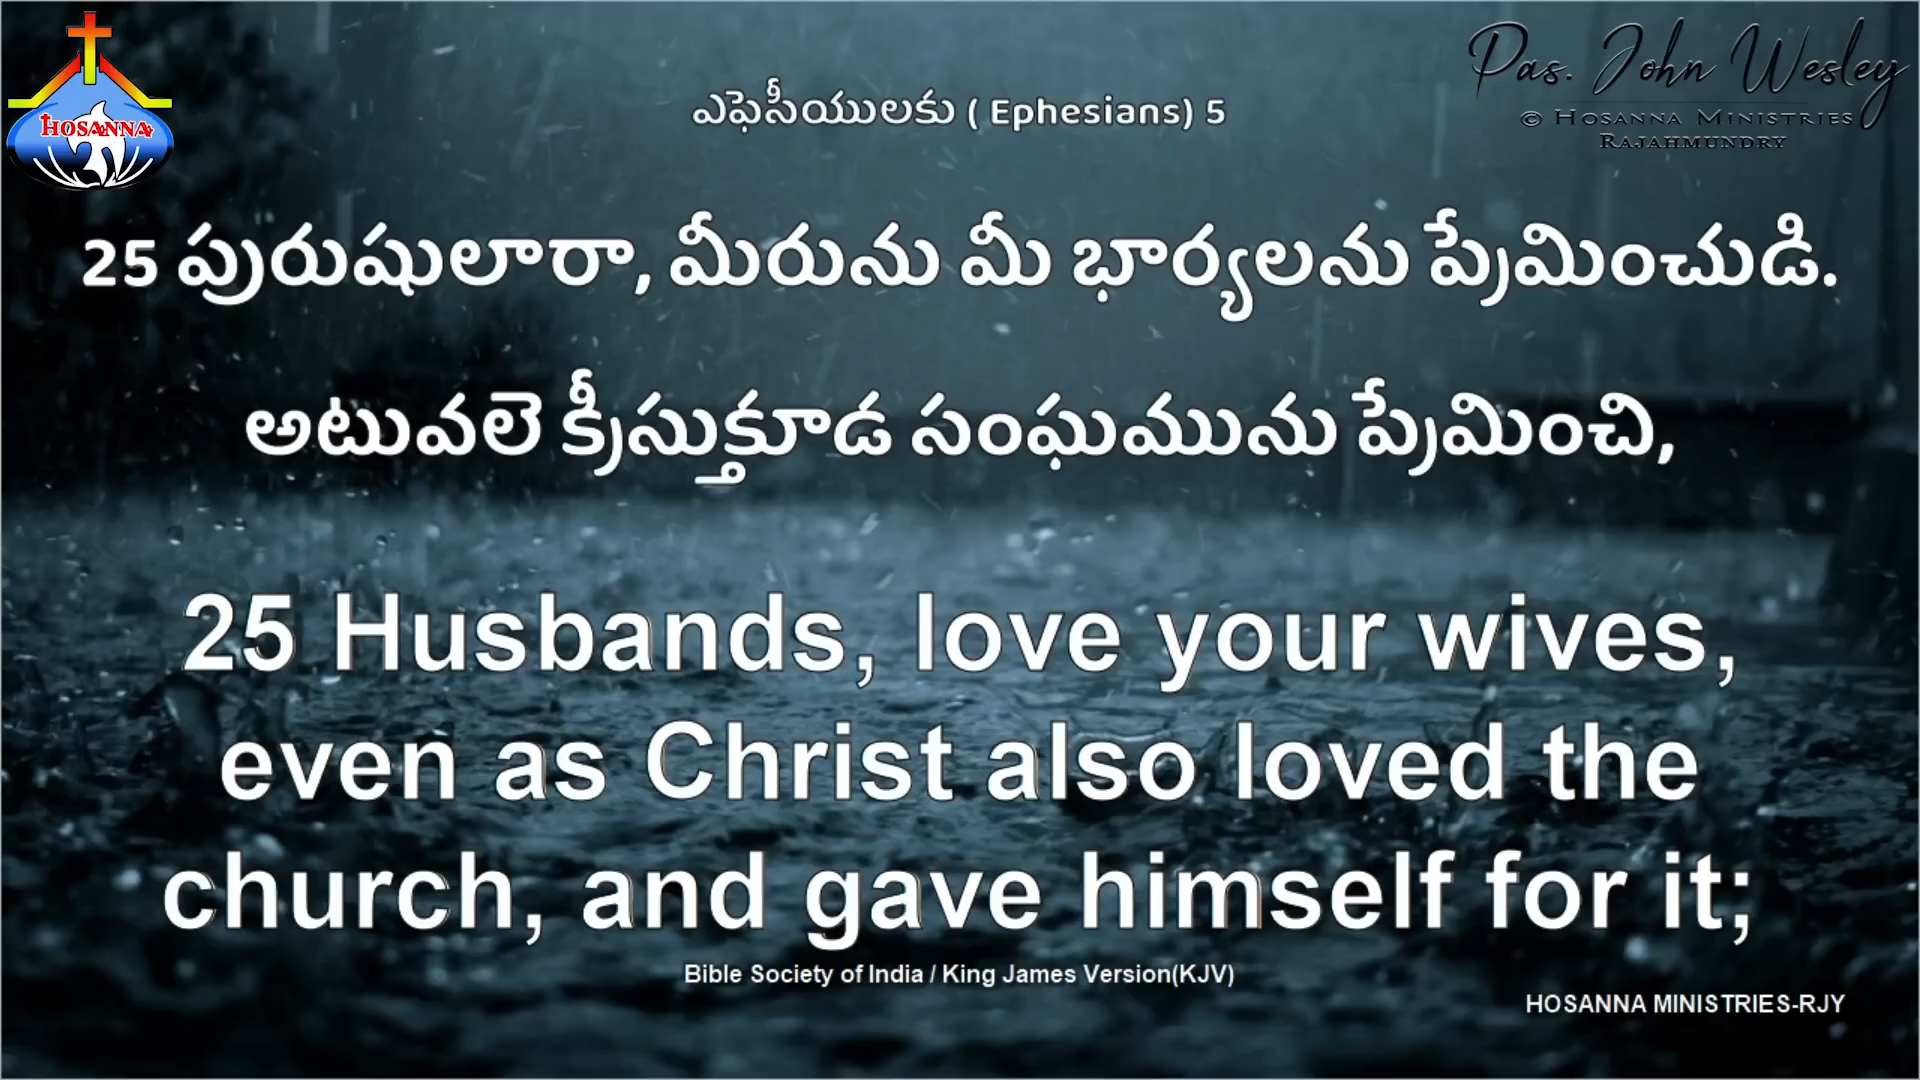 HOSANNA
Pas. John Wesley
© HOSANNA MINISTRIES
RAJAHMUNDRY
ఎఫెసీయులకు ( Ephesians) 5
25 పురుషులారా, మీరును మీ భార్యలను ప్రేమించుడి.
అటువలె క్రీస్తుకూడ సంఘమును ప్రేమించి,
25 Husbands, love your wives,
even as Christ also loved the
church, and gave himself for it;
Bible Society of India / King James Version(KJV)
HOSANNA MINISTRIES-RJY